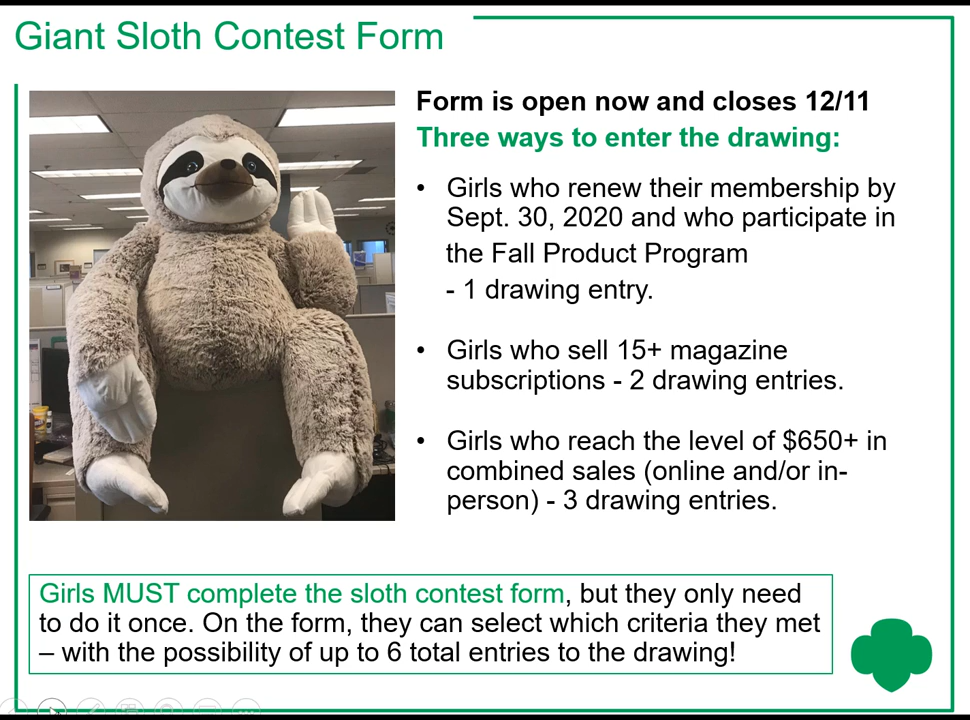 Giant Sloth Contest Form
Form is open now and closes 12/11
Three ways to enter the drawing:
• Girls who renew their membership by
Sept. 30, 2020 and who participate in
the Fall Product Program
- 1 drawing entry.
• Girls who sell 15+ magazine
subscriptions - 2 drawing entries.
• Girls who reach the level of $650+ in
combined sales (online and/or in-
person) - 3 drawing entries.
Girls MUST complete the sloth contest form, but they only need
to do it once. On the form, they can select which criteria they met
– with the possibility of up to 6 total entries to the drawing!